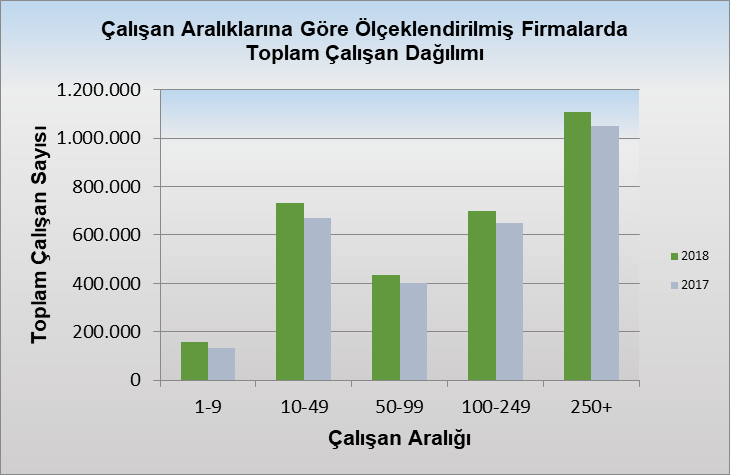 Çalışan Aralıklarına Göre Ölçeklendirilmiş Firmalarda
Toplam Çalışan Dağılımı
Toplam Çalışan Sayısı
1.200.000
1.000.000
800.000
600.000
400.000
200.000
0
1-9 10-49 50-99 100-249 250+
Çalışan Aralığı
2018
2017